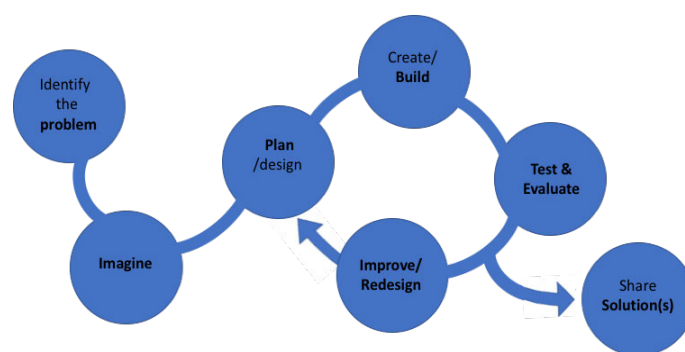 Identify
the
problem
Imagine
Plan
/design
Create/
Build
Test &
Evaluate
Improve/
Redesign
Share
Solution(s)